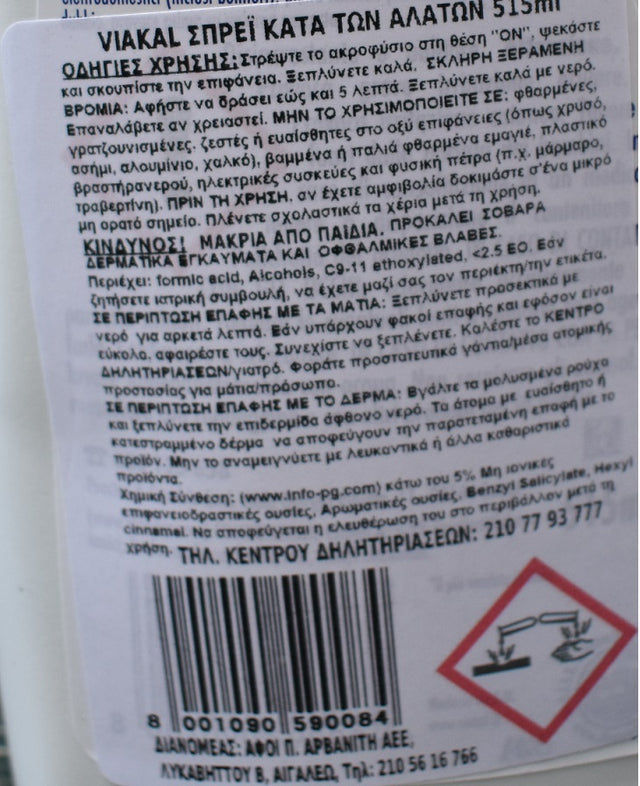 VIAKAL ΣΠΡΕΪ ΚΑΤΑ ΤΩΝ ΑΛΑΤΩΝ 515ml
ΟΔΗΓΙΕΣ ΧΡΗΣΗΣ: Στρέψτε το ακροφύσιο στη θέση "ON", ψεκάστε
και σκουπίστε την επιφάνεια. Ξεπλύνετε καλά. ΣΚΛΗΡΗ ΞΕΡΑΜΕΝΗ
ΒΡΟΜΙΑ: Αφήστε να δράσει εώς και 5 λεπτά. Ξεπλύνετε καλά με νερό.
Επαναλάβετε αν χρειαστεί. ΜΗΝ ΤΟ ΧΡΗΣΙΜΟΠΟΙΕΙΤΕ ΣΕ: φθαρμένες,
γρατζουνισμένες, ζεστές ή ευαίσθητες στο οξύ επιφάνειες (όπως χρυσό,
ασήμι, αλουμίνιο, χαλκό), βαμμένα ή παλιά φθαρμένα εμαγιέ, πλαστικό
βραστήρανερού, ηλεκτρικές συσκευές και φυσική πέτρα (π.χ. μάρμαρο,
τραβερτίνη). ΠΡΙΝ ΤΗ ΧΡΗΣΗ, αν έχετε αμφιβολία δοκιμάστε σ'ένα μικρό
μη ορατό σημείο. Πλένετε σχολαστικά τα χέρια μετά τη χρήση.
ΚΙΝΔΥΝΟΣ! ΜΑΚΡΙΑ ΑΠΟ ΠΑΙΔΙΑ. ΠΡΟΚΑΛΕΙ ΣΟΒΑΡΑ
ΔΕΡΜΑΤΙΚΑ ΕΓΚΑΥΜΑΤΑ ΚΑΙ ΟΦΘΑΛΜΙΚΕΣ ΒΛΑΒΕΣ.
Περιέχει: formic acid, Alcohols, C9-11 ethoxylated, <2.5 EO. Εάν
ζητήσετε ιατρική συμβουλή, να έχετε μαζί σας τον περιέκτη/την ετικέτα.
ΣΕ ΠΕΡΙΠΤΩΣΗ ΕΠΑΦΗΣ ΜΕ ΤΑ ΜΑΤΙΑ: Ξεπλύνετε προσεκτικά με
νερό για αρκετά λεπτά. Εάν υπάρχουν φακοί επαφής και εφόσον είναι
εύκολο, αφαιρέστε τους. Συνεχίστε να ξεπλένετε. Καλέστε το ΚΕΝΤΡΟ
ΔΗΛΗΤΗΡΙΑΣΕΩΝ/γιατρό. Φοράτε προστατευτικά γάντια/μέσα ατομικής
προστασίας για μάτια/πρόσωπο.
ΣΕ ΠΕΡΙΠΤΩΣΗ ΕΠΑΦΗΣ ΜΕ ΤΟ ΔΕΡΜΑ: Βγάλτε τα μολυσμένα ρούχα
και ξεπλύνετε την επιδερμίδα άφθονο νερό. Τα άτομα με ευαίσθητο ή
κατεστραμμένο δέρμα να αποφεύγουν την παρατεταμένη επαφή με το
προϊόν. Μην το αναμειγνύετε με λευκαντικά ή άλλα καθαριστικά
προϊόντα.
Χημική Σύνθεση: (www.info-pg.com) κάτω του 5% Μη ιονικες
επιφανειοδραστικές ουσίες, Αρωματικές ουσίες, Benzyl Salicylate, Hexyl
cinnamal. Να αποφεύγεται η ελευθέρωση του στο περιβάλλον μετά τη
χρήση. ΤΗΛ. ΚΕΝΤΡΟΥ ΔΗΛΗΤΗΡΙΑΣΕΩΝ: 210 77 93 777
8 001090 590084
ΔΙΑΝΟΜΕΑΣ: ΑΦΟΙ Π. ΑΡΒΑΝΙΤΗ ΑΕΕ,
ΛΥΚΑΒΗΤΤΟΥ 8, ΑΙΓΑΛΕΩ, Τηλ: 210 56 16 766